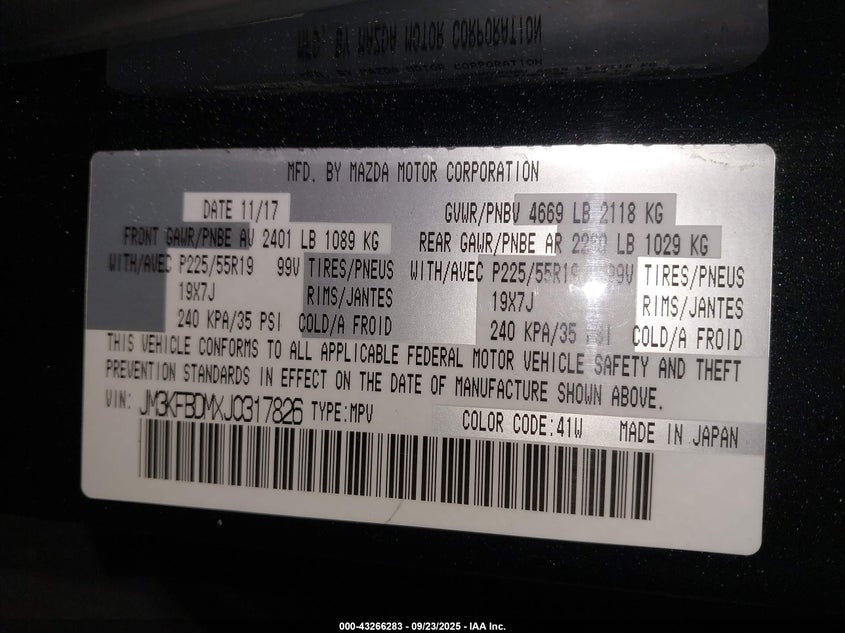 MFD. BY MAZDA MOTOR CORPORATION
DATE 11/17 GVWR/PNBV 4669 LB 2118 KG
FRONT GAWR/PNBE AV 2401 LB 1089 KG REAR GAWR/PNBE AR LB 1029 KG
WITH/AVEC P225/55R19 99V TIRES/PNEUS WITH/AVEC P225/55R19 99V TIRES/PNEUS
19X7J RIMS/JANTES 19X7J RIMS/JANTES
240 KPA/35 PSI COLD/A FROID 240 KPA/35 PSI COLD/A FROID
THIS VEHICLE CONFORMS TO ALL APPLICABLE FEDERAL MOTOR VEHICLE SAFETY AND THEFT
PREVENTION STANDARDS IN EFFECT ON THE DATE OF MANUFACTURE SHOWN ABOVE.
VIN: JM3KFBDMXJ0317826 TYPE:MPV COLOR CODE:41W MADE IN JAPAN
000-43266283 - 09/23/2025 - IAA Inc.